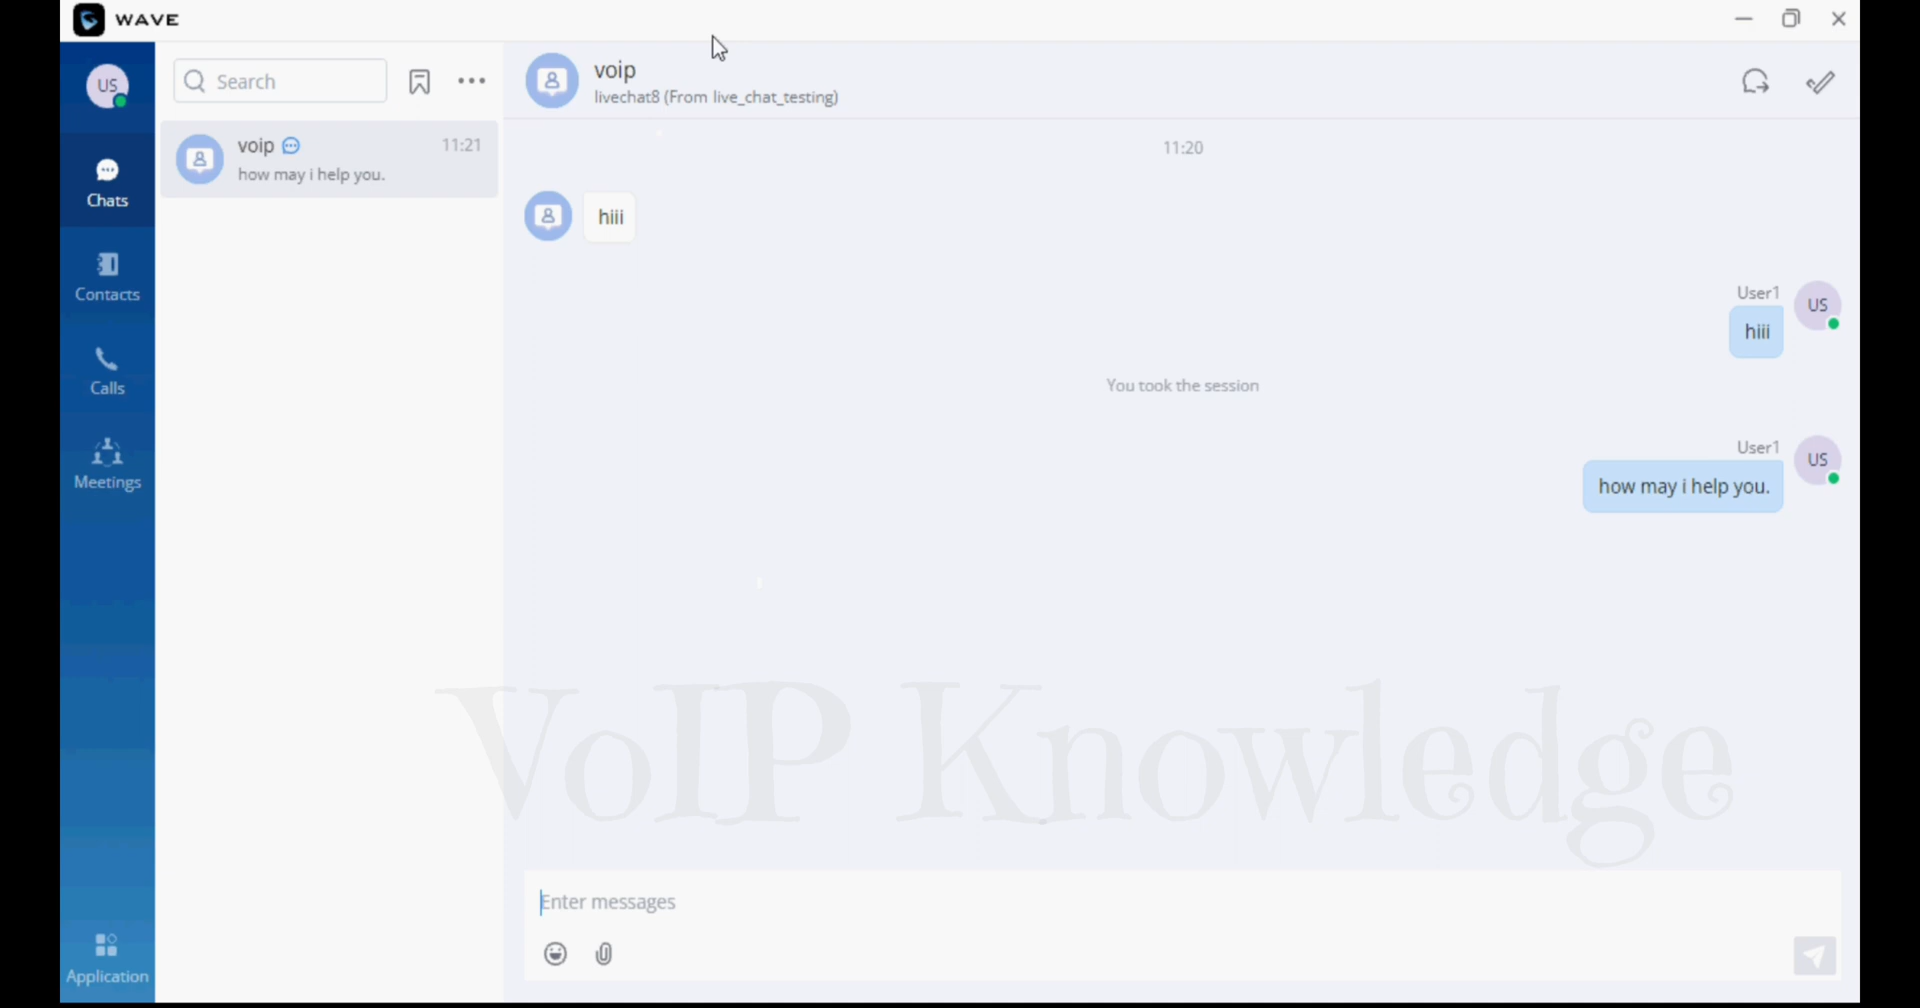 WAVE
US
Search
voip
livechat8 (From live_chat_testing)
voip
11:21
how may i help you.
Chats
Contacts
Calls
Meetings
Application
11:20
hiii
User1
US
hiii
You took the session
User1
US
how may i help you.
VoIP Knowledge
Enter messages